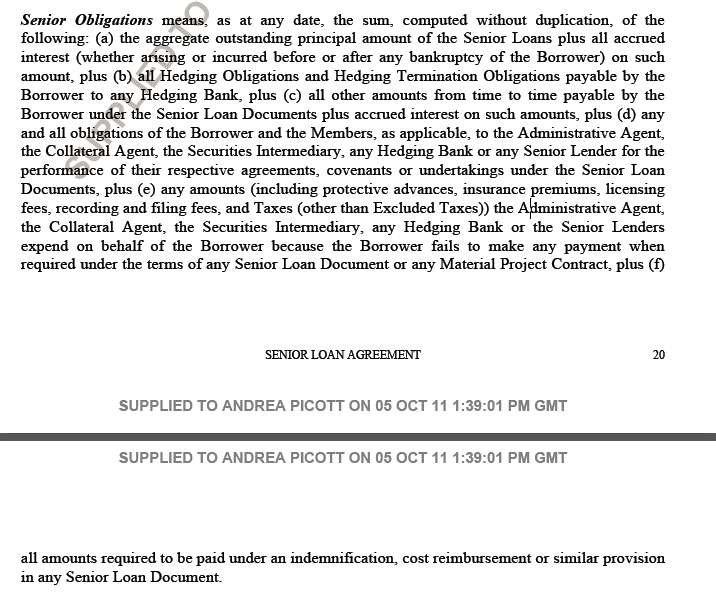 Senior Obligations means, as at any date, the sum, computed without duplication, of the
following: (a) the aggregate outstanding principal amount of the Senior Loans plus all accrued
interest (whether arising or incurred before or after any bankruptcy of the Borrower) on such
amount, plus (b) all Hedging Obligations and Hedging Termination Obligations payable by the
Borrower to any Hedging Bank, plus (c) all other amounts from time to time payable by the
Borrower under the Senior Loan Documents plus accrued interest on such amounts, plus (d) any
and all obligations of the Borrower and the Members, as applicable, to the Administrative Agent,
the Collateral Agent, the Securities Intermediary, any Hedging Bank or any Senior Lender for the
performance of their respective agreements, covenants or undertakings under the Senior Loan
Documents, plus (e) any amounts (including protective advances, insurance premiums, licensing
fees, recording and filing fees, and Taxes (other than Excluded Taxes)) the Administrative Agent,
the Collateral Agent, the Securities Intermediary, any Hedging Bank or the Senior Lenders
expend on behalf of the Borrower because the Borrower fails to make any payment when
required under the terms of any Senior Loan Document or any Material Project Contract, plus (f)
SUPPLIED TO
SENIOR LOAN AGREEMENT 20
SUPPLIED TO ANDREA PICOTT ON 05 OCT 11 1:39:01 PM GMT
SUPPLIED TO ANDREA PICOTT ON 05 OCT 11 1:39:01 PM GMT
all amounts required to be paid under an indemnification, cost reimbursement or similar provision
in any Senior Loan Document.